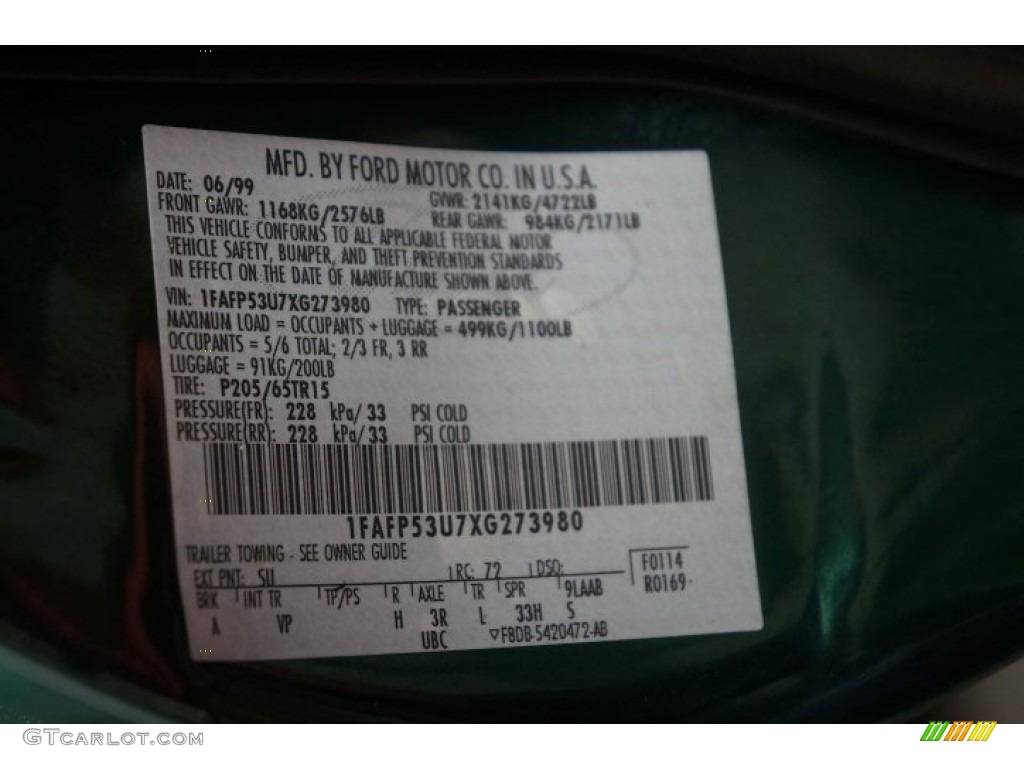 MFD. BY FORD MOTOR CO. IN U.S.A.
DATE: 06/99 GVWR: 2141KG/4722LB
FRONT GAWR: 1168KG/2576LB REAR GAWR: 984KG/2171LB
THIS VEHICLE CONFORMS TO ALL APPLICABLE FEDERAL MOTOR
VEHICLE SAFETY, BUMPER, AND THEFT PREVENTION STANDARDS
IN EFFECT ON THE DATE OF MANUFACTURE SHOWN ABOVE.
VIN: 1FAFP53U7XG273980 TYPE: PASSENGER
MAXIMUM LOAD = OCCUPANTS + LUGGAGE = 499KG/1100LB
OCCUPANTS = 5/6 TOTAL; 2/3 FR, 3 RR
LUGGAGE = 91KG/200LB
TIRE: P205/65TR15
PRESSURE(FR): 228 kPa/ 33 PSI COLD
PRESSURE(RR): 228 kPa/ 33 PSI COLD
1FAFP53U7XG273980
TRAILER TOWING - SEE OWNER GUIDE
EXT PNT: SU RC: 72 DSO: F0114
R0169
BRK INT TR TP/PS R AXLE TR SPR 9LAAB
A VP H 3R L 33H S
UBC ▽F8DB-5420472-AB
GTCARLOT.COM